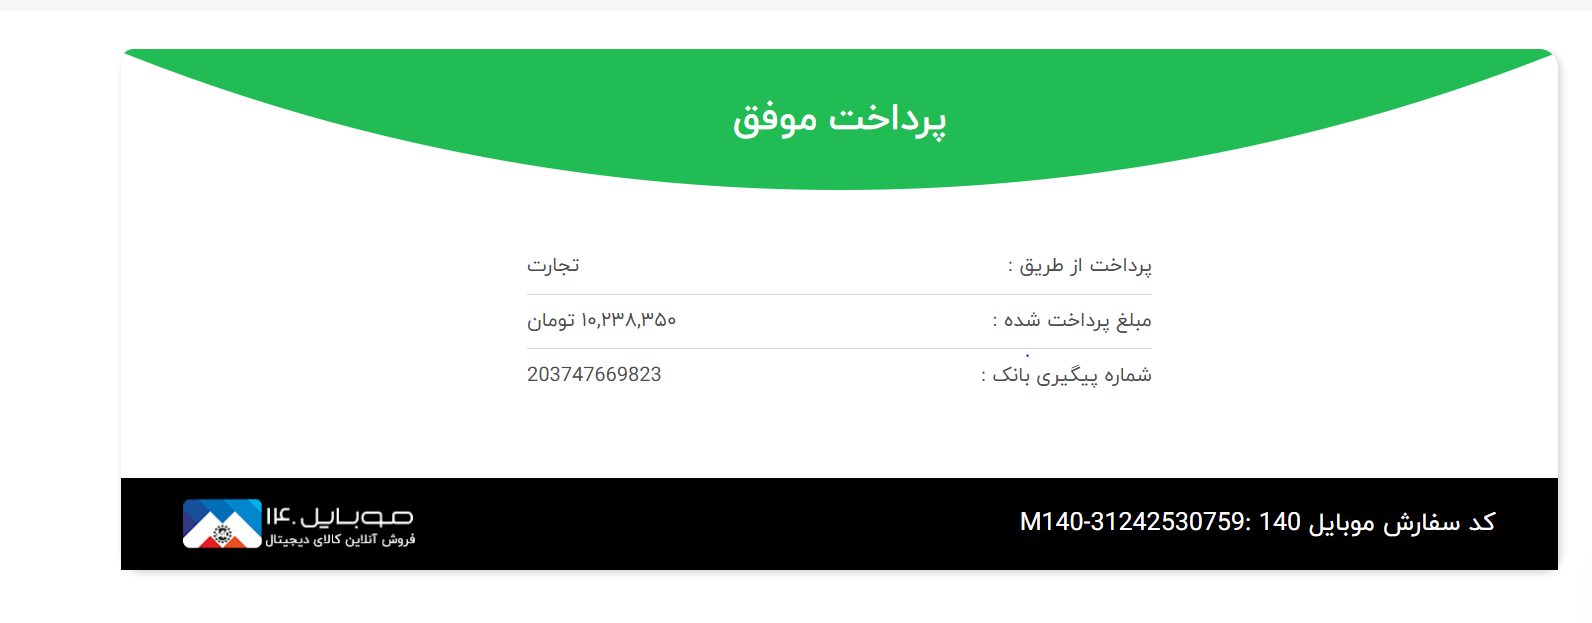 پرداخت موفق
پرداخت از طریق : تجارت
مبلغ پرداخت شده : ۱۰,۲۳۸,۳۵۰ تومان
شماره پیگیری بانک : 203747669823
کد سفارش موبایل 140 :M140-31242530759
موبایل ۱۴۰
فروش آنلاین کالای دیجیتال